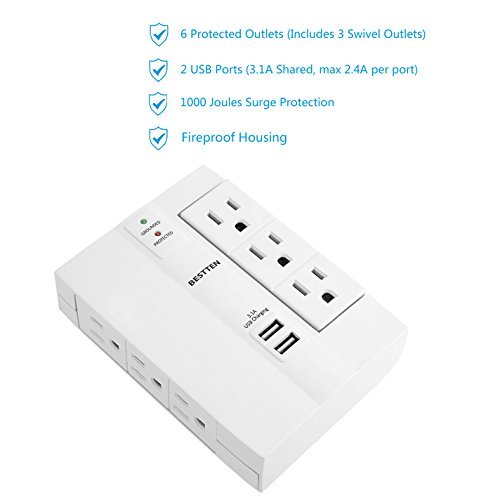 6 Protected Outlets (Includes 3 Swivel Outlets)
2 USB Ports (3.1A Shared, max 2.4A per port)
1000 Joules Surge Protection
Fireproof Housing
GROUNDED
PROTECTED
BESTTEN
3.1A
USB Charging